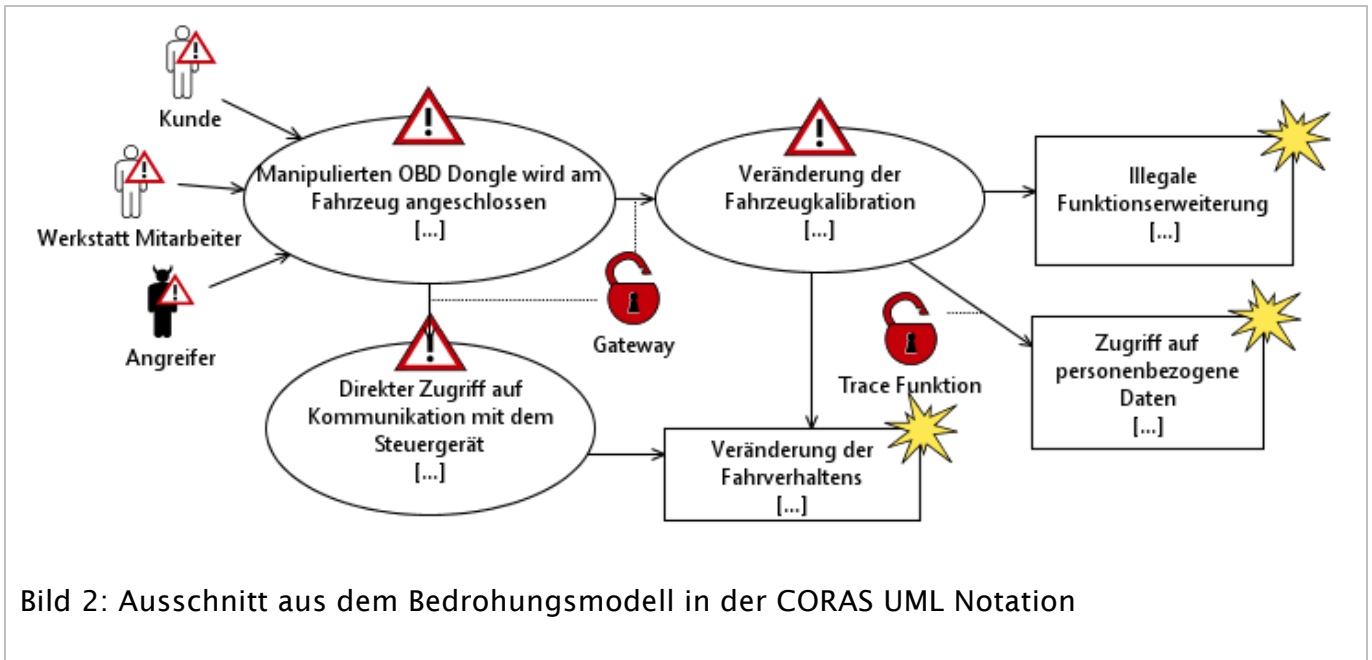 Kunde
Werkstatt Mitarbeiter
Angreifer
Manipulierten OBD Dongle wird am
Fahrzeug angeschlossen
[...]
Direkter Zugriff auf
Kommunikation mit dem
Steuergerät
[...]
Gateway
Veränderung der
Fahrzeugkalibration
[...]
Trace Funktion
Veränderung der
Fahrverhaltens
[...]
Illegale
Funktionserweiterung
[...]
Zugriff auf
personenbezogene
Daten
[...]
Bild 2: Ausschnitt aus dem Bedrohungsmodell in der CORAS UML Notation